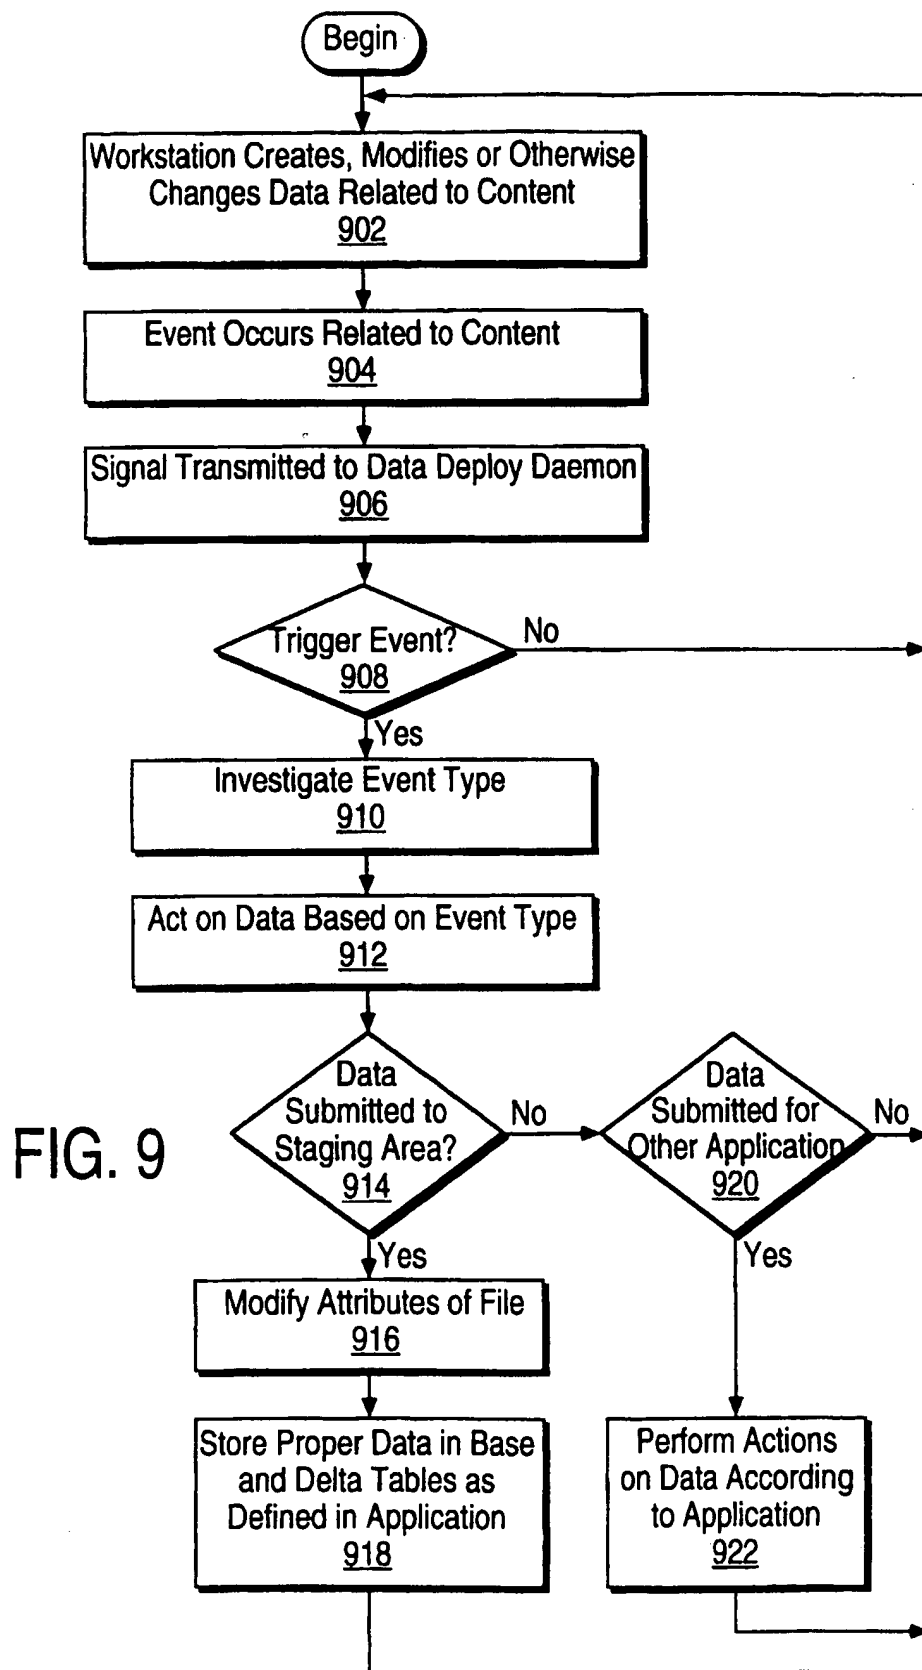 Begin
Workstation Creates, Modifies or Otherwise
Changes Data Related to Content
902
Event Occurs Related to Content
904
Signal Transmitted to Data Deploy Daemon
906
Trigger Event?
908
No
Yes
Investigate Event Type
910
Act on Data Based on Event Type
912
Data
Submitted to
Staging Area?
914
No
Yes
Data
Submitted for
Other Application
920
No
Yes
FIG. 9
Modify Attributes of File
916
Store Proper Data in Base
and Delta Tables as
Defined in Application
918
Perform Actions
on Data According
to Application
922